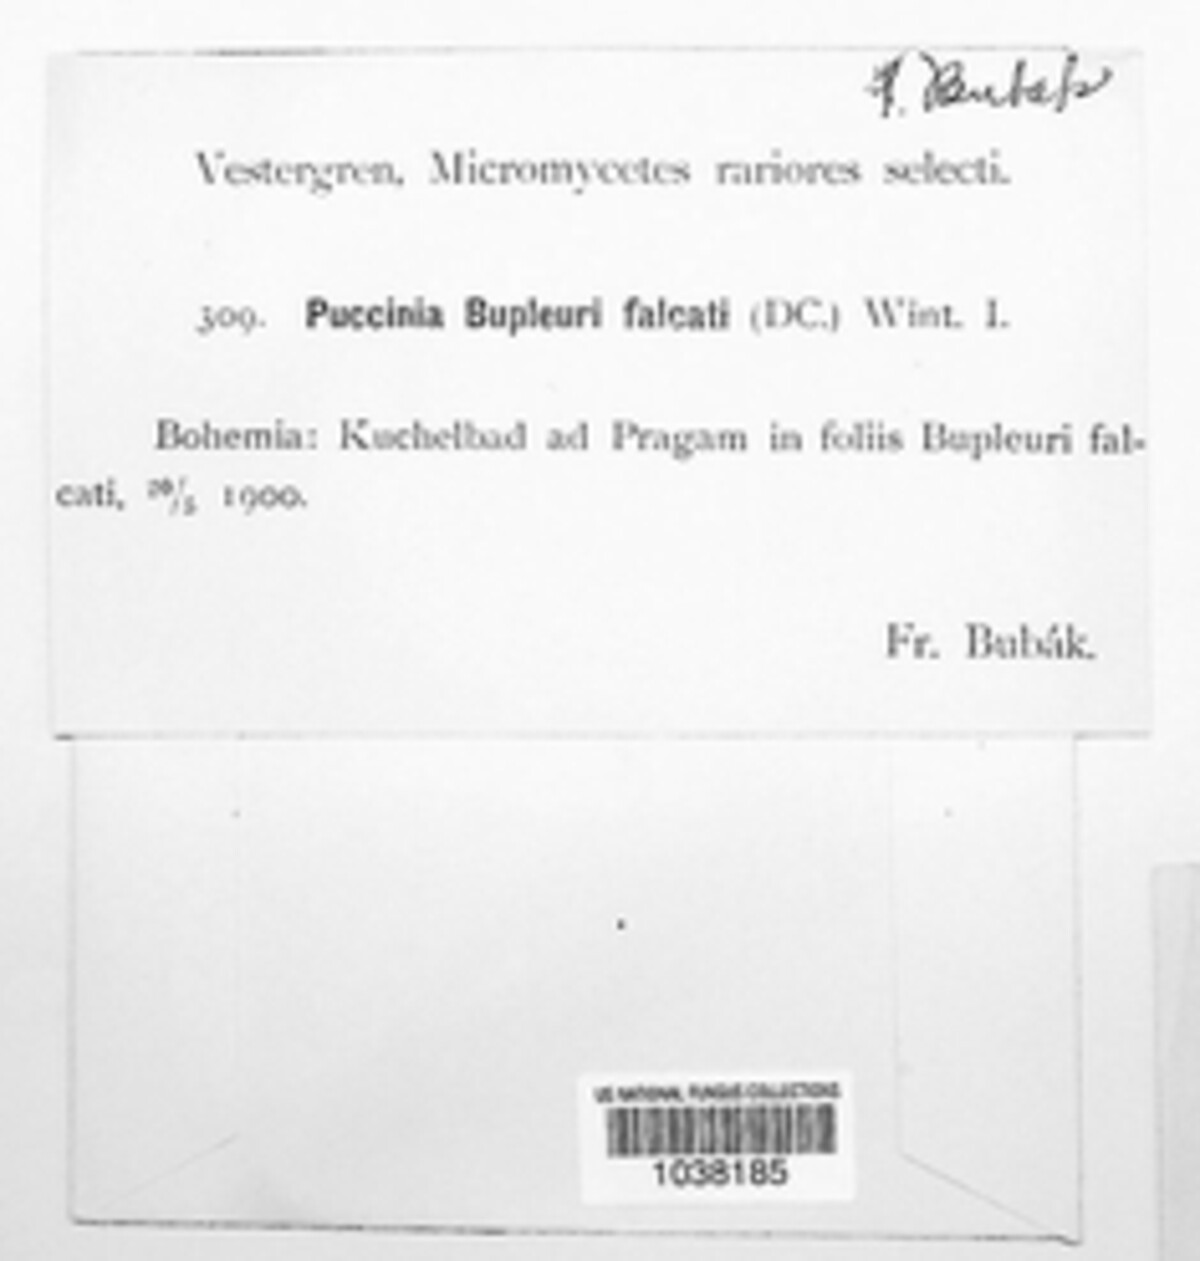 F. Bubák
Vestergren, Micromycetes rariores selecti.
309. Puccinia Bupleuri falcati (DC.) Wint. I.
Bohemia: Kuchelbad ad Pragam in foliis Bupleuri fal-
cati, 20/5 1900.
Fr. Bubák.
US NATIONAL FUNGUS COLLECTIONS
1038185